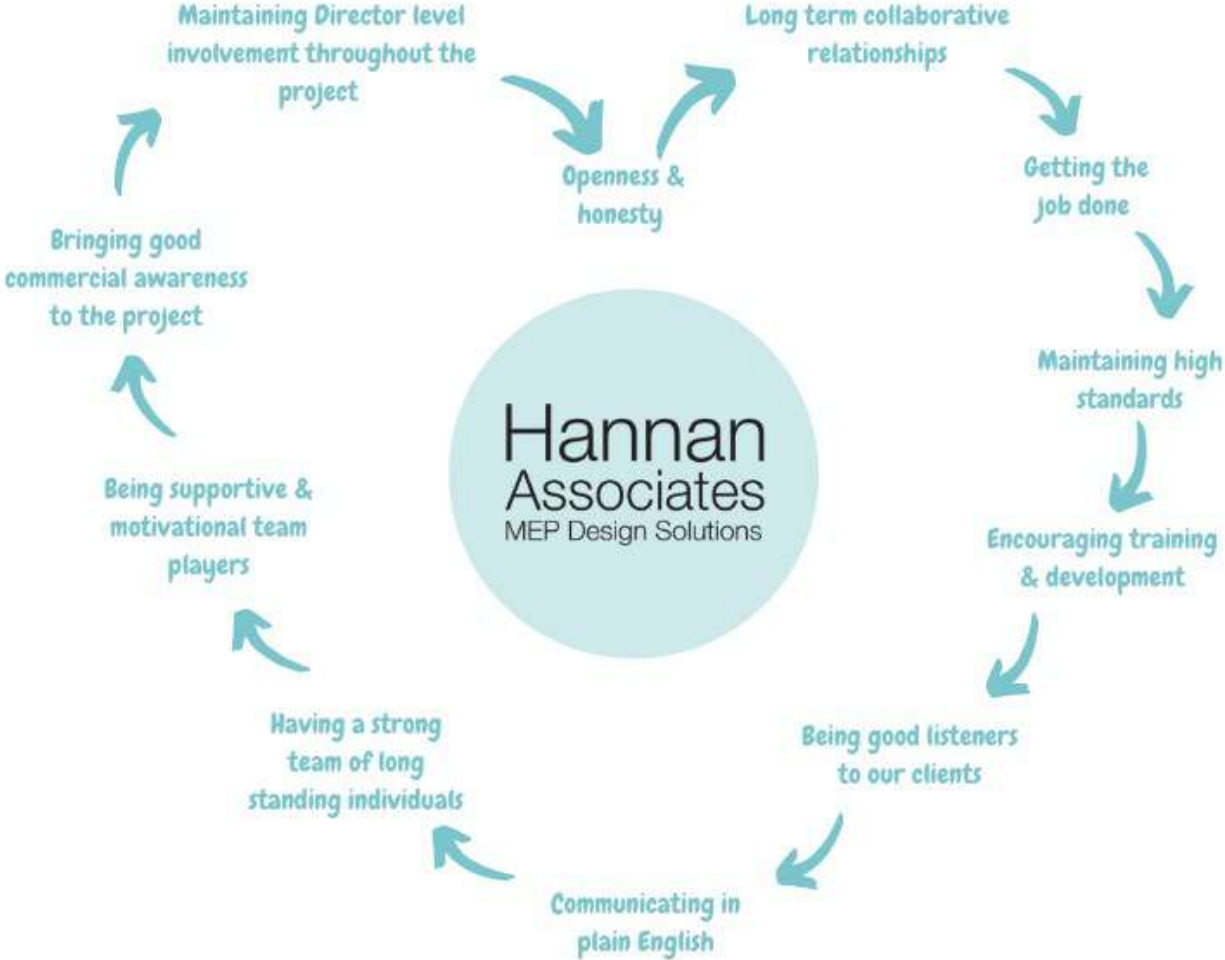 Maintaining Director level
involvement throughout the
project
Long term collaborative
relationships
Openness &
honesty
Getting the
job done
Maintaining high
standards
Encouraging training
& development
Being good listeners
to our clients
Communicating in
plain English
Having a strong
team of long
standing individuals
Being supportive &
motivational team
players
Bringing good
commercial awareness
to the project
Hannan
Associates
MEP Design Solutions